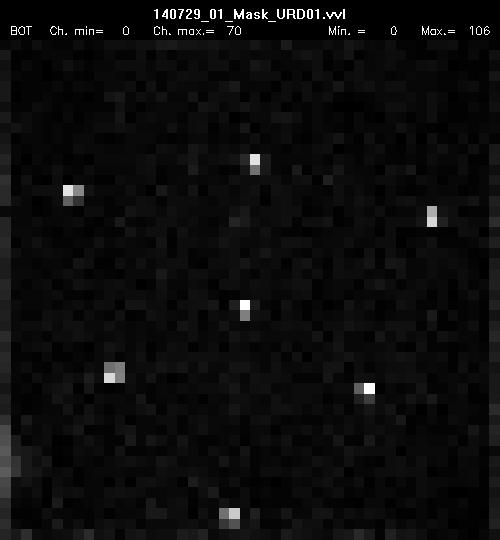 140729_01_Mask_URD01.vvl
BOT Ch. min= 0 Ch. max.= 70 Min. = 0 Max.= 106